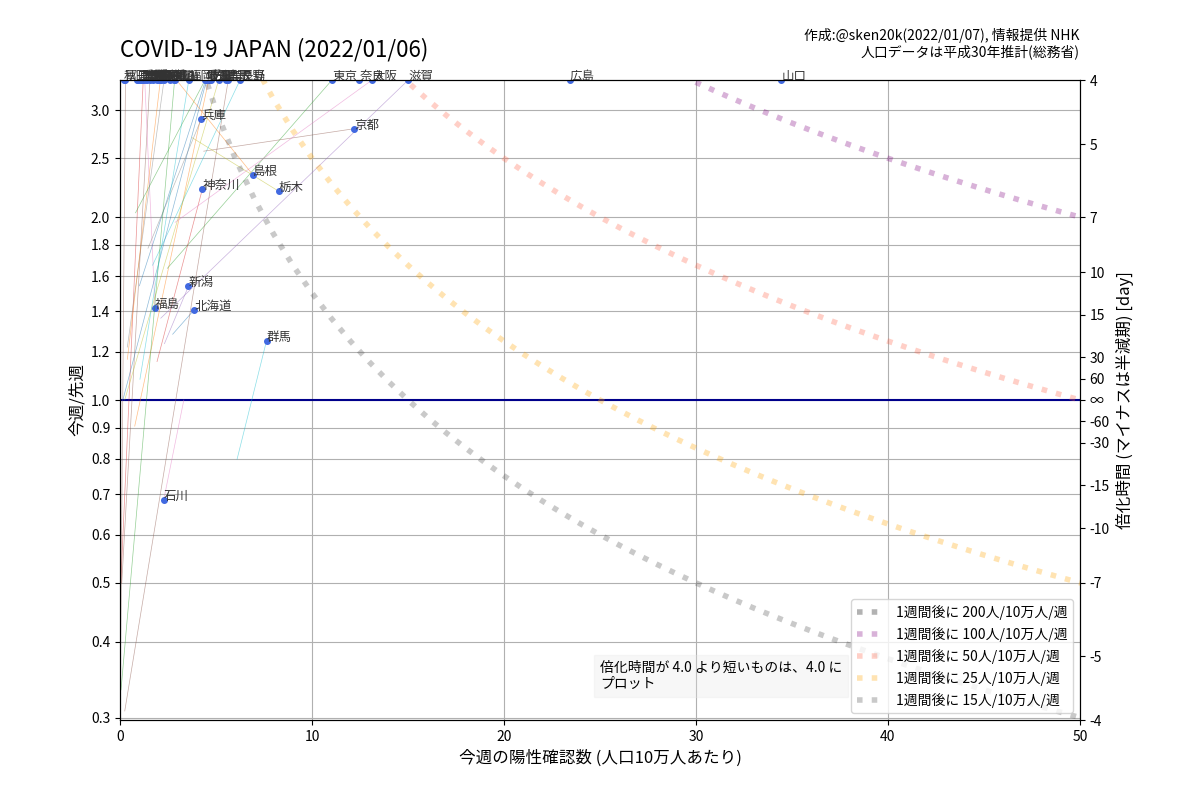 COVID-19 JAPAN (2022/01/06)
作成:@sken20k(2022/01/07), 情報提供 NHK
人口データは平成30年推計(総務省)
東京 奈良 大阪 滋賀 広島 山口
兵庫
京都
島根
神奈川
栃木
新潟
福島
北海道
群馬
石川
今週/先週
3.0
2.5
2.0
1.8
1.6
1.4
1.2
1.0
0.9
0.8
0.7
0.6
0.5
0.4
0.3
4
5
7
10
15
30
60
∞
-60
-30
-15
-10
-7
-5
-4
倍化時間 (マイナスは半減期) [day]
1週間後に 200人/10万人/週
1週間後に 100人/10万人/週
1週間後に 50人/10万人/週
1週間後に 25人/10万人/週
1週間後に 15人/10万人/週
倍化時間が 4.0 より短いものは、4.0 に
プロット
0 10 20 30 40 50
今週の陽性確認数 (人口10万人あたり)